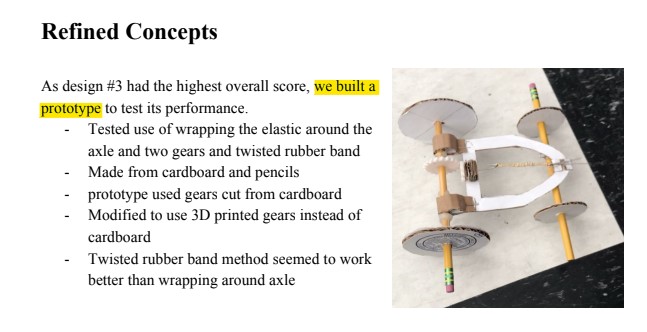 Refined Concepts
As design #3 had the highest overall score, we built a
prototype to test its performance.
- Tested use of wrapping the elastic around the
axle and two gears and twisted rubber band
- Made from cardboard and pencils
- prototype used gears cut from cardboard
- Modified to use 3D printed gears instead of
cardboard
- Twisted rubber band method seemed to work
better than wrapping around axle